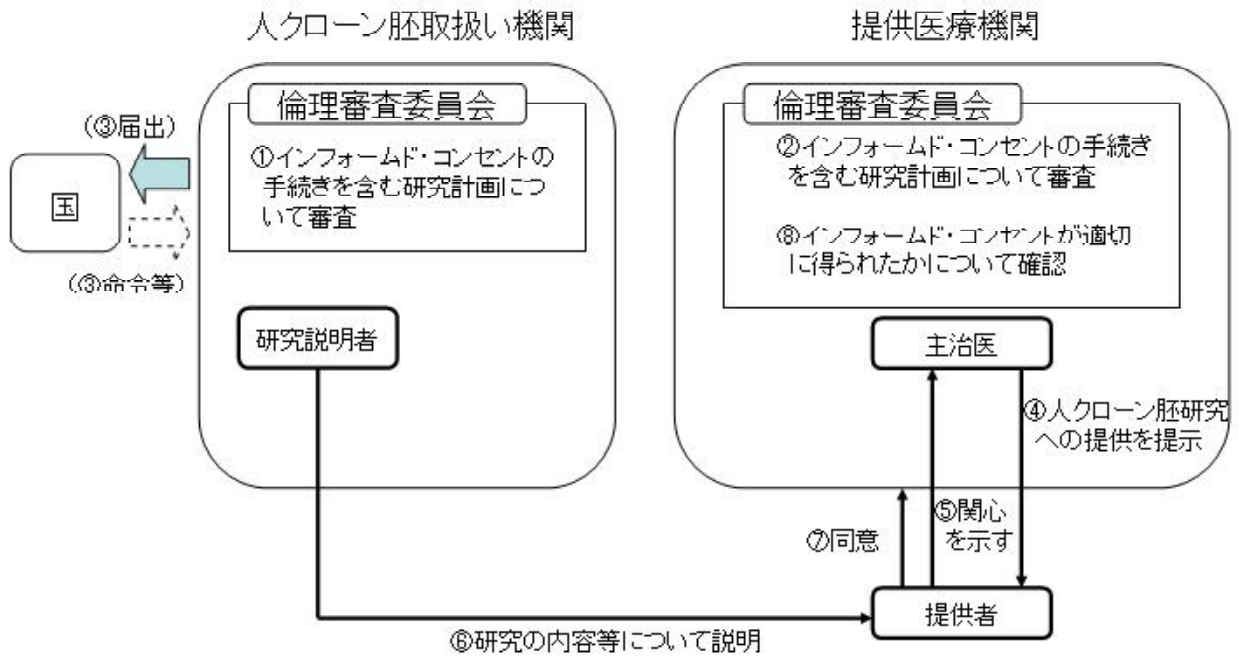 人クローン胚取扱い機関
提供医療機関
倫理審査委員会
①インフォームド・コンセントの
手続きを含む研究計画につ
いて審査
(③届出)
国
(③命令等)
研究説明者
倫理審査委員会
②インフォームド・コンセントの手続き
を含む研究計画について審査
⑧インフォームド・コンセントが適切
に得られたかについて確認
主治医
④人クローン胚研究
への提供を提示
⑤関心
を示す
⑦同意
提供者
⑥研究の内容等について説明